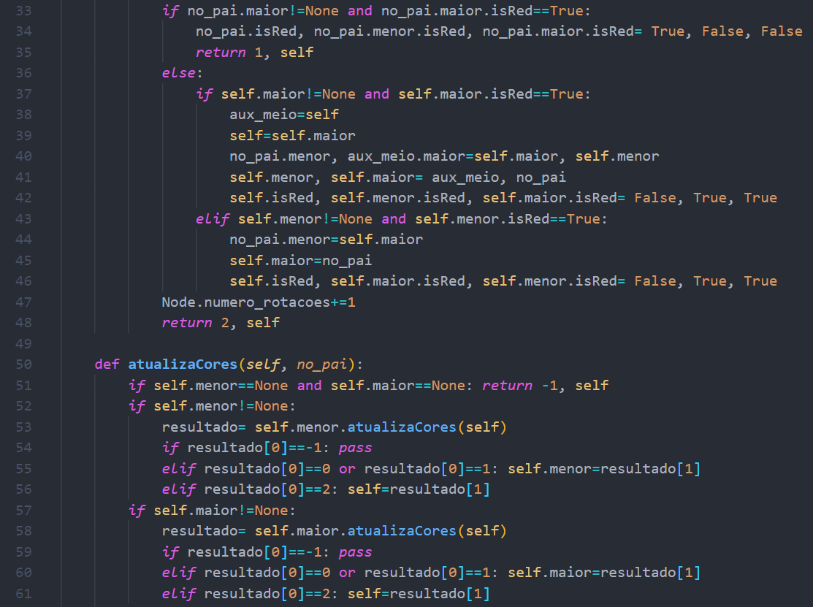 33 if no_pai.maior!=None and no_pai.maior.isRed==True:
34 no_pai.isRed, no_pai.menor.isRed, no_pai.maior.isRed= True, False, False
35 return 1, self
36 else:
37 if self.maior!=None and self.maior.isRed==True:
38 aux_meio=self
39 self=self.maior
40 no_pai.menor, aux_meio.maior=self.maior, self.menor
41 self.menor, self.maior= aux_meio, no_pai
42 self.isRed, self.menor.isRed, self.maior.isRed= False, True, True
43 elif self.menor!=None and self.menor.isRed==True:
44 no_pai.menor=self.maior
45 self.maior=no_pai
46 self.isRed, self.maior.isRed, self.menor.isRed= False, True, True
47 Node.numero_rotacoes+=1
48 return 2, self
49
50 def atualizaCores(self, no_pai):
51 if self.menor==None and self.maior==None: return -1, self
52 if self.menor!=None:
53 resultado= self.menor.atualizaCores(self)
54 if resultado[0]==-1: pass
55 elif resultado[0]==0 or resultado[0]==1: self.menor=resultado[1]
56 elif resultado[0]==2: self=resultado[1]
57 if self.maior!=None:
58 resultado= self.maior.atualizaCores(self)
59 if resultado[0]==-1: pass
60 elif resultado[0]==0 or resultado[0]==1: self.maior=resultado[1]
61 elif resultado[0]==2: self=resultado[1]